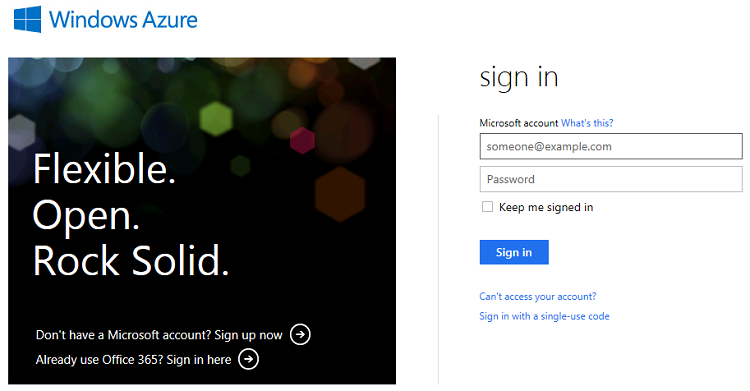 Windows Azure
Flexible.
Open.
Rock Solid.
Don't have a Microsoft account? Sign up now
Already use Office 365? Sign in here
sign in
Microsoft account What's this?
someone@example.com
Password
Keep me signed in
Sign in
Can't access your account?
Sign in with a single-use code